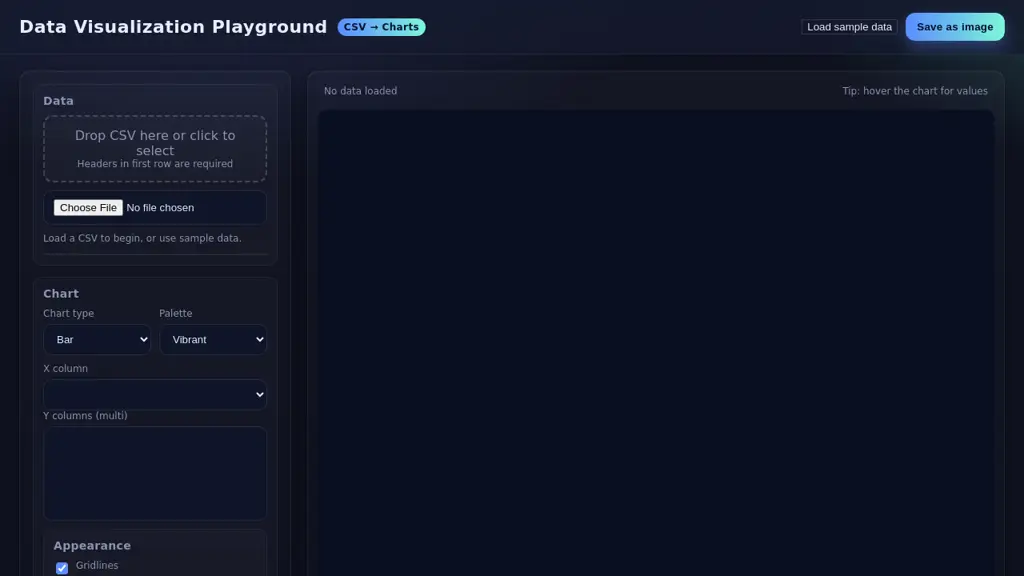 Data Visualization Playground
CSV → Charts
Load sample data
Save as image
Data
Drop CSV here or click to
select
Headers in first row are required
Choose File No file chosen
Load a CSV to begin, or use sample data.
Chart
Chart type
Palette
Bar
Vibrant
X column
Y columns (multi)
Appearance
Gridlines
No data loaded
Tip: hover the chart for values